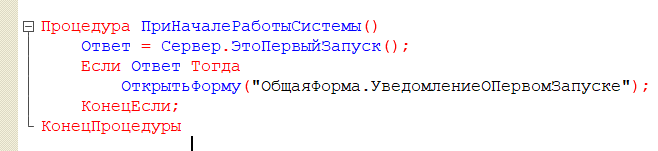 Процедура ПриНачалеРаботыСистемы()
Ответ = Сервер.ЭтоПервыйЗапуск();
Если Ответ Тогда
ОткрытьФорму("ОбщаяФорма.УведомлениеОПервомЗапуске");
КонецЕсли;
КонецПроцедуры